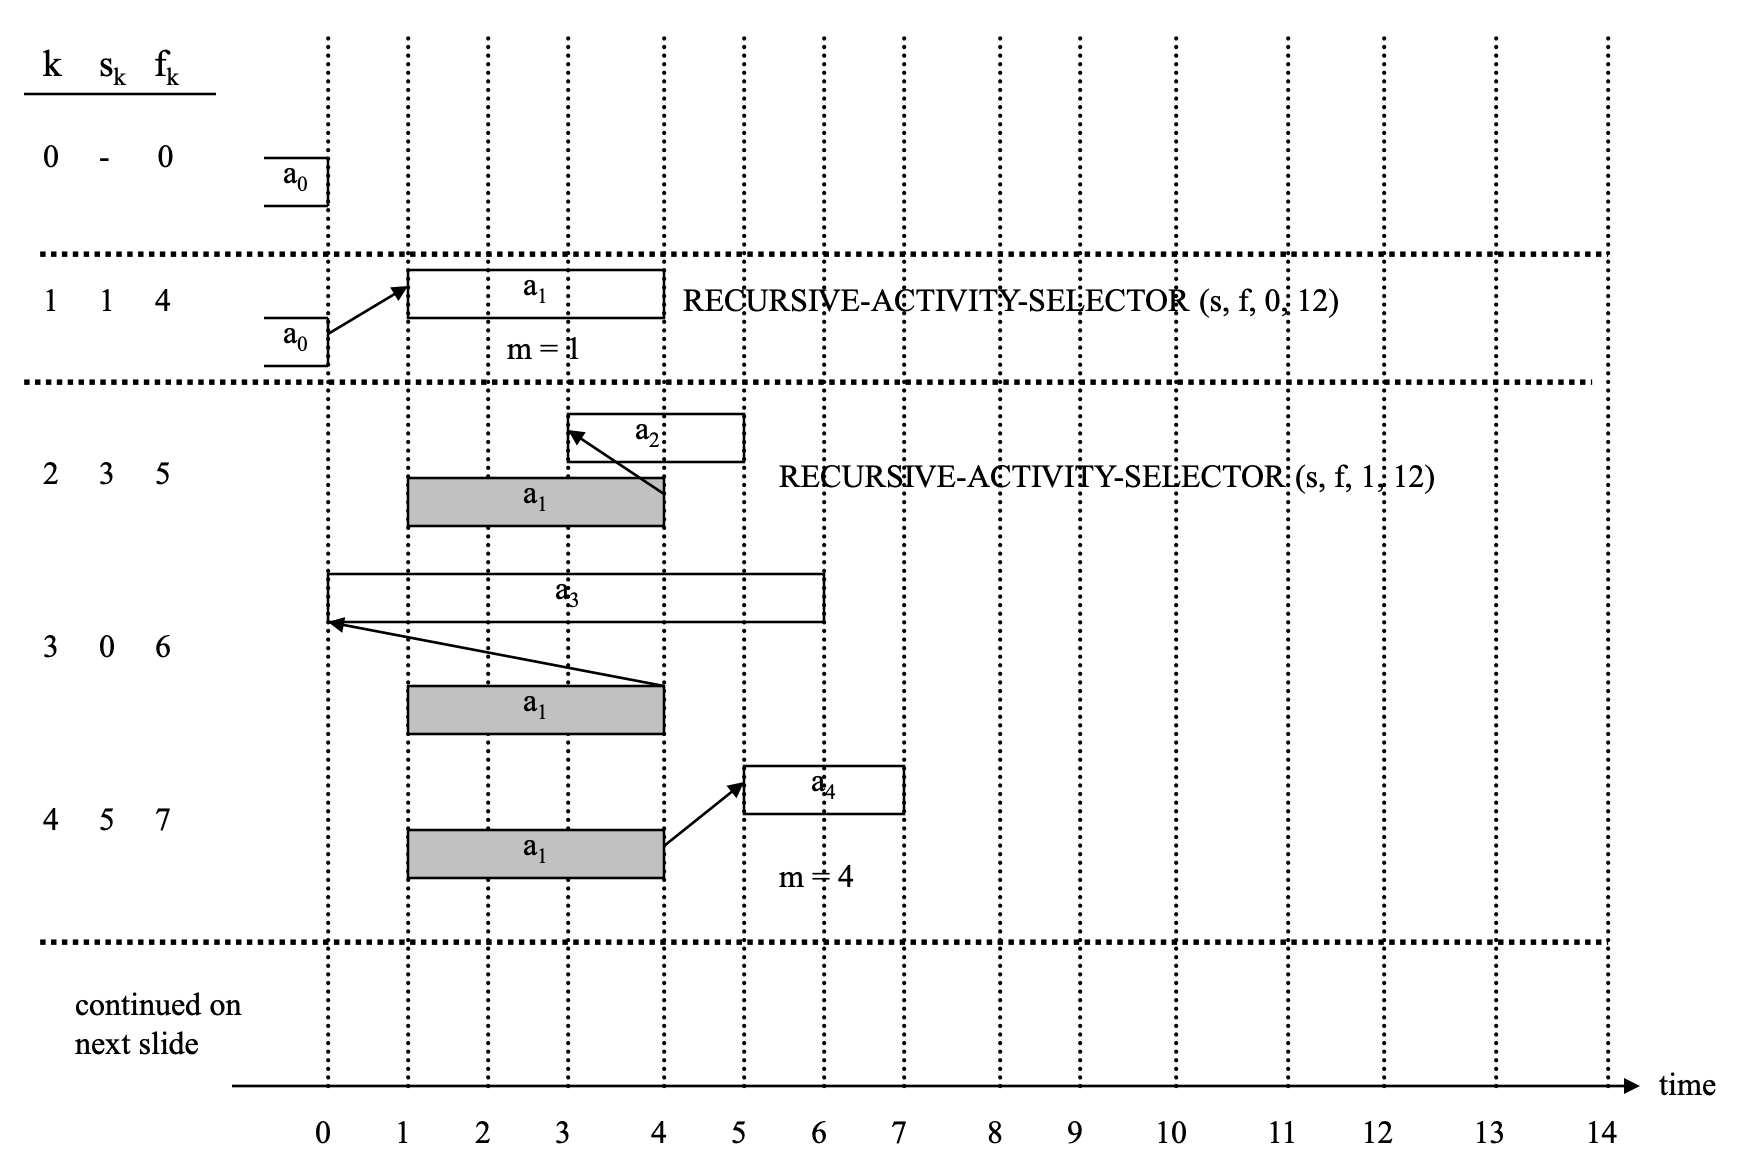 k s_k f_k
0 - 0
a_0
1 1 4
a_1
RECURSIVE-ACTIVITY-SELECTOR (s, f, 0, 12)
a_0
m = 1
a_2
2 3 5
RECURSIVE-ACTIVITY-SELECTOR (s, f, 1, 12)
a_1
a_3
3 0 6
a_1
a_4
4 5 7
a_1
m = 4
continued on
next slide
time
0 1 2 3 4 5 6 7 8 9 10 11 12 13 14